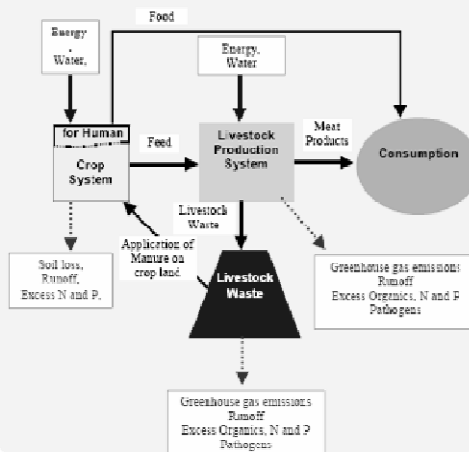 Food
Energy
,
Water,
Energy,
Water
for Human
Crop
System
Feed
Livestock
Production
System
Meat
Products
Consumption
Livestock
Waste
Application of
Manure on
crop land
Soil loss,
Runoff,
Excess N and P,
Livestock
Waste
Greenhouse gas emissions
Runoff
Excess Organics, N and P
Pathogens
Greenhouse gas emissions
Runoff
Excess Organics, N and P
Pathogens